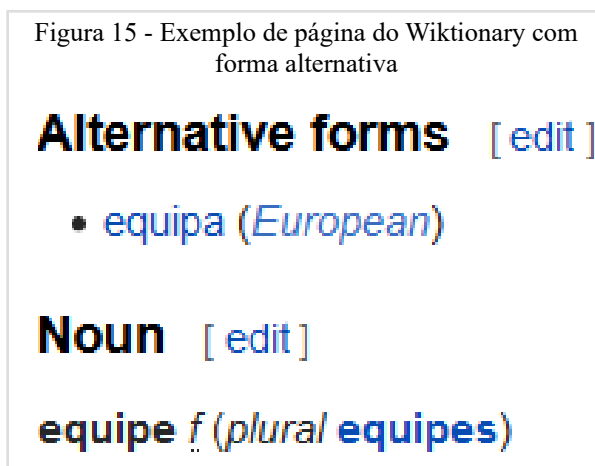 Figura 15 - Exemplo de página do Wiktionary com
forma alternativa
Alternative forms [ edit ]
• equipa (European)
Noun [ edit ]
equipe f (plural equipes)